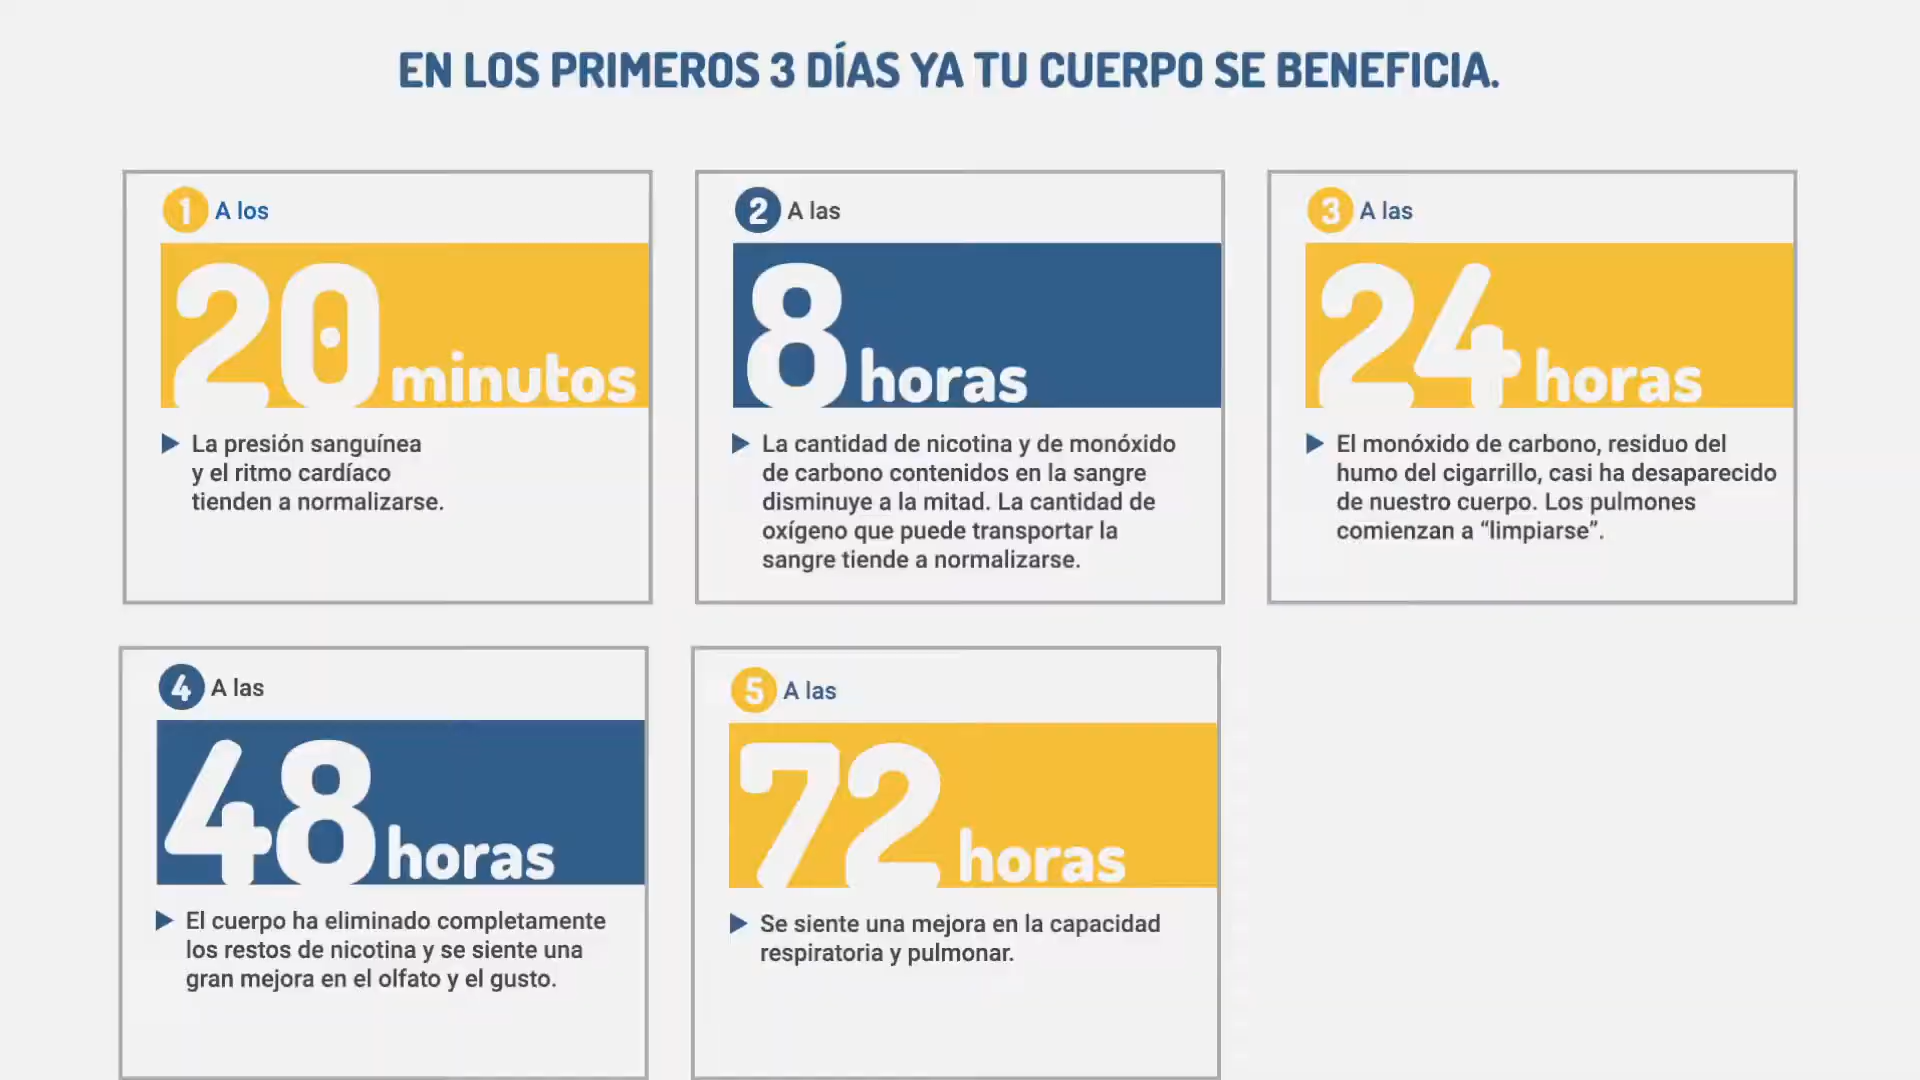 EN LOS PRIMEROS 3 DÍAS YA TU CUERPO SE BENEFICIA.
1 A los
20 minutos
La presión sanguínea
y el ritmo cardíaco
tienden a normalizarse.
2 A las
8 horas
La cantidad de nicotina y de monóxido
de carbono contenidos en la sangre
disminuye a la mitad. La cantidad de
oxígeno que puede transportar la
sangre tiende a normalizarse.
3 A las
24 horas
El monóxido de carbono, residuo del
humo del cigarrillo, casi ha desaparecido
de nuestro cuerpo. Los pulmones
comienzan a “limpiarse”.
4 A las
48 horas
El cuerpo ha eliminado completamente
los restos de nicotina y se siente una
gran mejora en el olfato y el gusto.
5 A las
72 horas
Se siente una mejora en la capacidad
respiratoria y pulmonar.